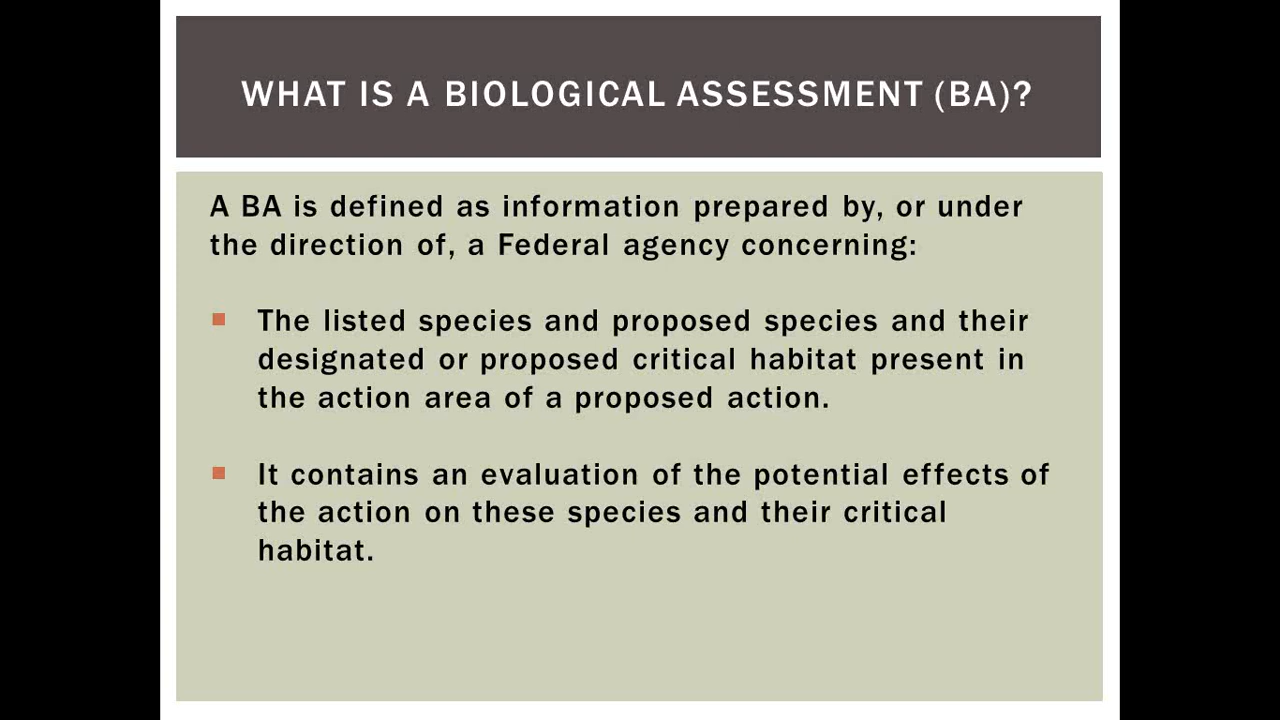 WHAT IS A BIOLOGICAL ASSESSMENT (BA)?
A BA is defined as information prepared by, or under
the direction of, a Federal agency concerning:
The listed species and proposed species and their
designated or proposed critical habitat present in
the action area of a proposed action.
It contains an evaluation of the potential effects of
the action on these species and their critical
habitat.